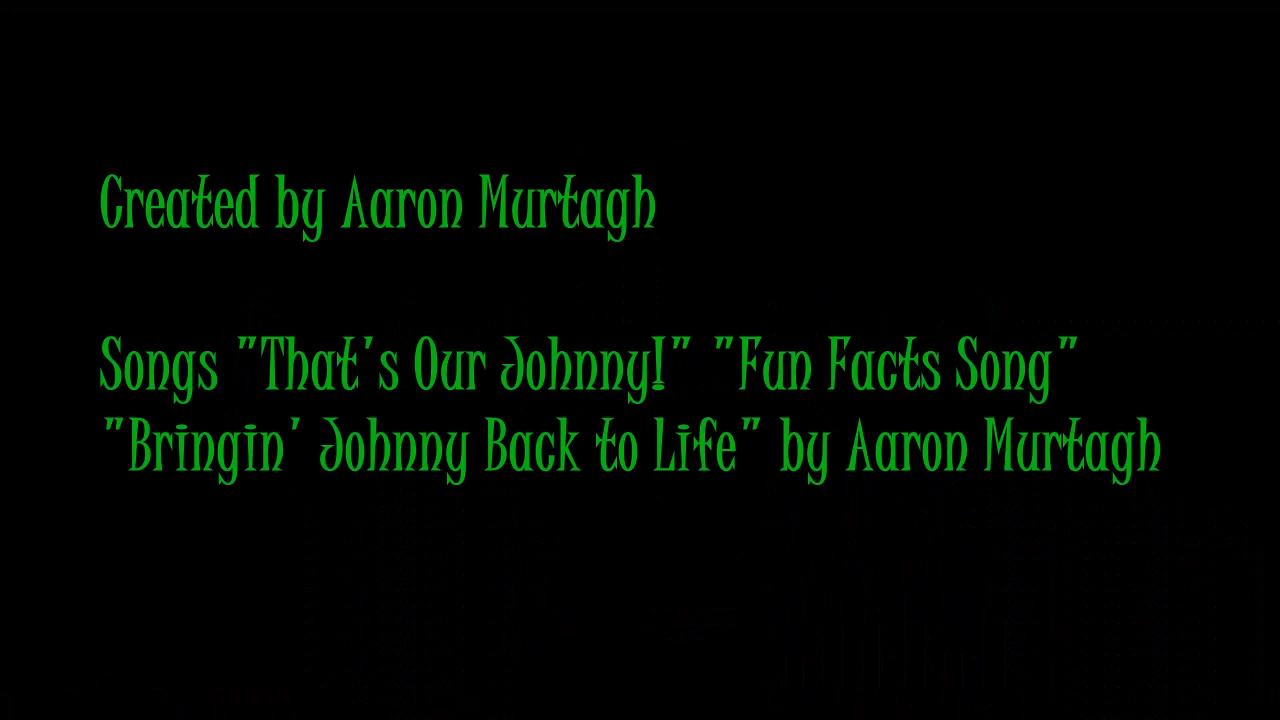 Created by Aaron Murtagh
Songs "That's Our Johnny!" "Fun Facts Song"
"Bringin' Johnny Back to Life" by Aaron Murtagh